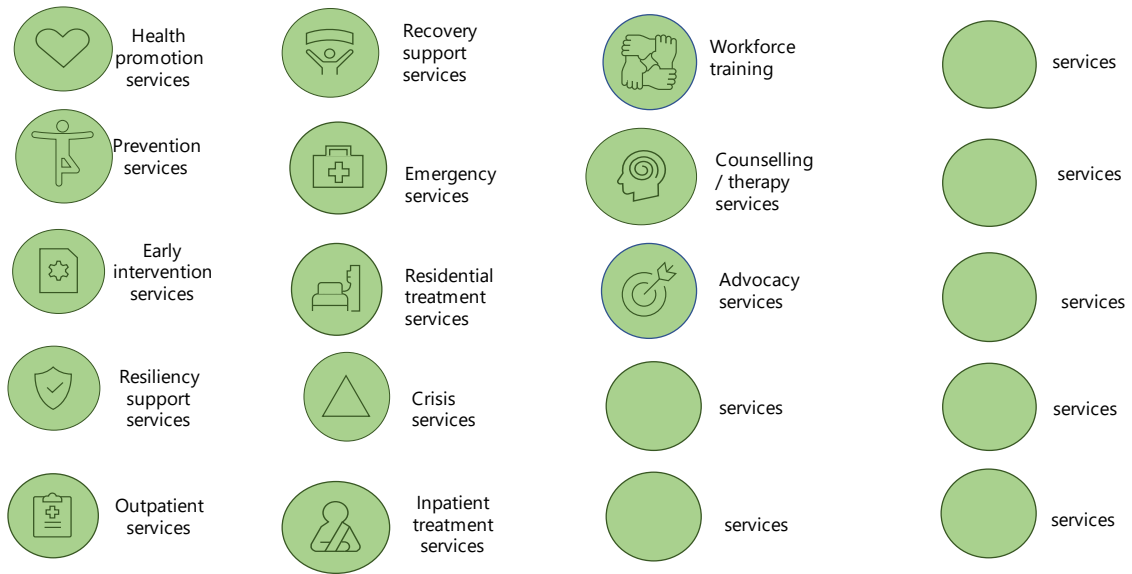 Health
promotion
services
Prevention
services
Early
intervention
services
Resiliency
support
services
Outpatient
services
Recovery
support
services
Emergency
services
Residential
treatment
services
Crisis
services
Inpatient
treatment
services
Workforce
training
Counselling
/ therapy
services
Advocacy
services
services
services
services
services
services
services
services